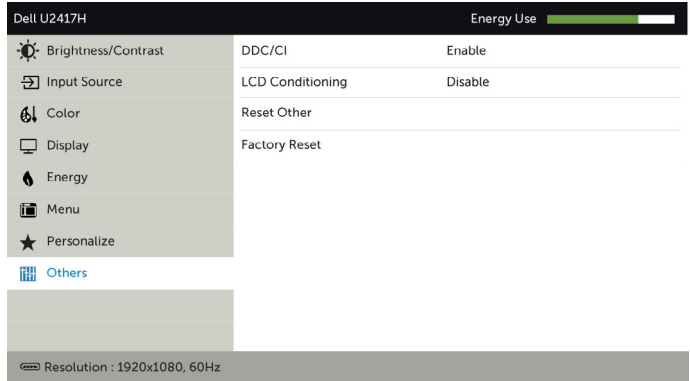 Dell U2417H Energy Use
Brightness/Contrast DDC/CI Enable
Input Source LCD Conditioning Disable
Color Reset Other
Display Factory Reset
Energy
Menu
Personalize
Others
Resolution : 1920x1080, 60Hz